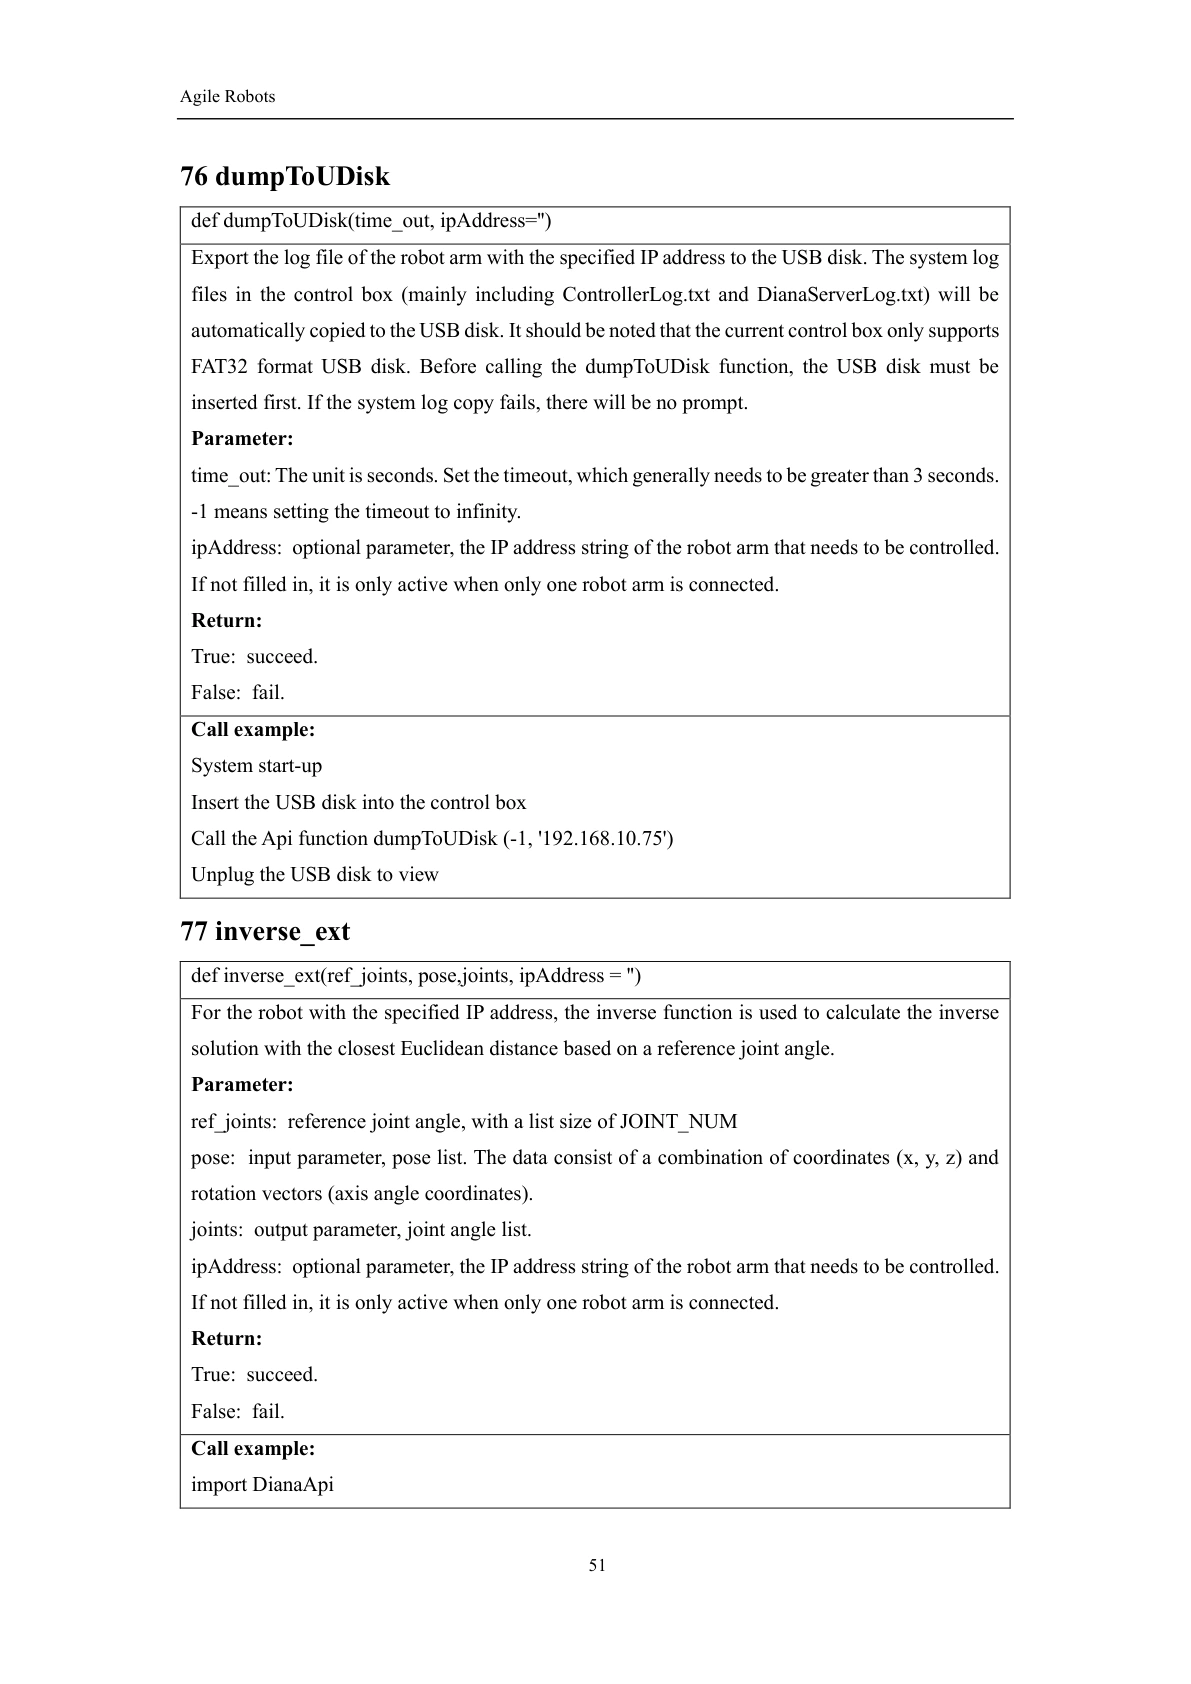 Agile Robots
76 dumpToUDisk
def dumpToUDisk(time_out, ipAddress='')
Export the log file of the robot arm with the specified IP address to the USB disk. The system log
files in the control box (mainly including ControllerLog.txt and DianaServerLog.txt) will be
automatically copied to the USB disk. It should be noted that the current control box only supports
FAT32 format USB disk. Before calling the dumpToUDisk function, the USB disk must be
inserted first. If the system log copy fails, there will be no prompt.
Parameter:
time_out: The unit is seconds. Set the timeout, which generally needs to be greater than 3 seconds.
-1 means setting the timeout to infinity.
ipAddress: optional parameter, the IP address string of the robot arm that needs to be controlled.
If not filled in, it is only active when only one robot arm is connected.
Return:
True: succeed.
False: fail.
Call example:
System start-up
Insert the USB disk into the control box
Call the Api function dumpToUDisk (-1, '192.168.10.75')
Unplug the USB disk to view
77 inverse_ext
def inverse_ext(ref_joints, pose,joints, ipAddress = '')
For the robot with the specified IP address, the inverse function is used to calculate the inverse
solution with the closest Euclidean distance based on a reference joint angle.
Parameter:
ref_joints: reference joint angle, with a list size of JOINT_NUM
pose: input parameter, pose list. The data consist of a combination of coordinates (x, y, z) and
rotation vectors (axis angle coordinates).
joints: output parameter, joint angle list.
ipAddress: optional parameter, the IP address string of the robot arm that needs to be controlled.
If not filled in, it is only active when only one robot arm is connected.
Return:
True: succeed.
False: fail.
Call example:
import DianaApi
51